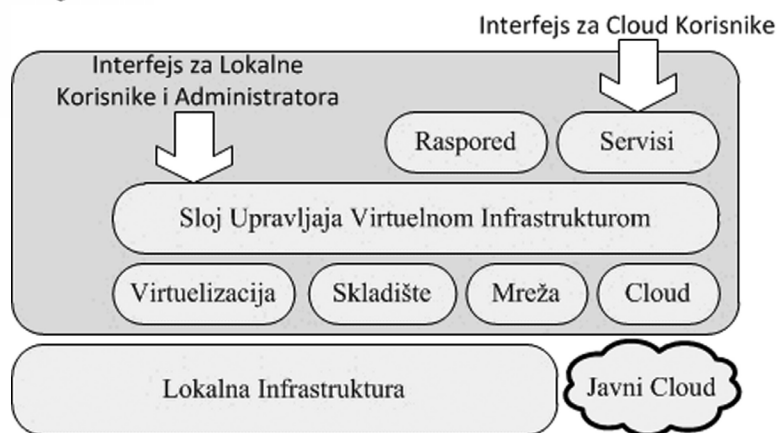 Interfejs za Cloud Korisnike
Interfejs za Lokalne
Korisnike i Administratora
Raspored
Servisi
Sloj Upravljaja Virtuelnom Infrastrukturom
Virtuelizacija
Skladište
Mreža
Cloud
Lokalna Infrastruktura
Javni Cloud